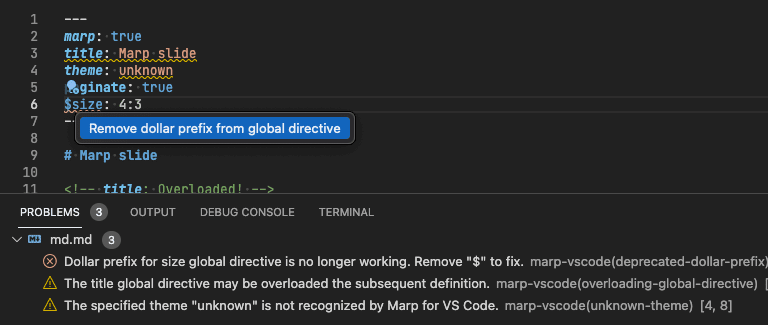 1 ---
2 marp: true
3 title: Marp slide
4 theme: unknown
5 ginate: true
6 $size: 4:3
7 -
Remove dollar prefix from global directive
8
9 # Marp slide
10
11 <!-- title: Overloaded! -->
PROBLEMS 3 OUTPUT DEBUG CONSOLE TERMINAL
md.md 3
Dollar prefix for size global directive is no longer working. Remove "$" to fix. marp-vscode(deprecated-dollar-prefix)
The title global directive may be overloaded the subsequent definition. marp-vscode(overloading-global-directive) [
The specified theme "unknown" is not recognized by Marp for VS Code. marp-vscode(unknown-theme) [4, 8]